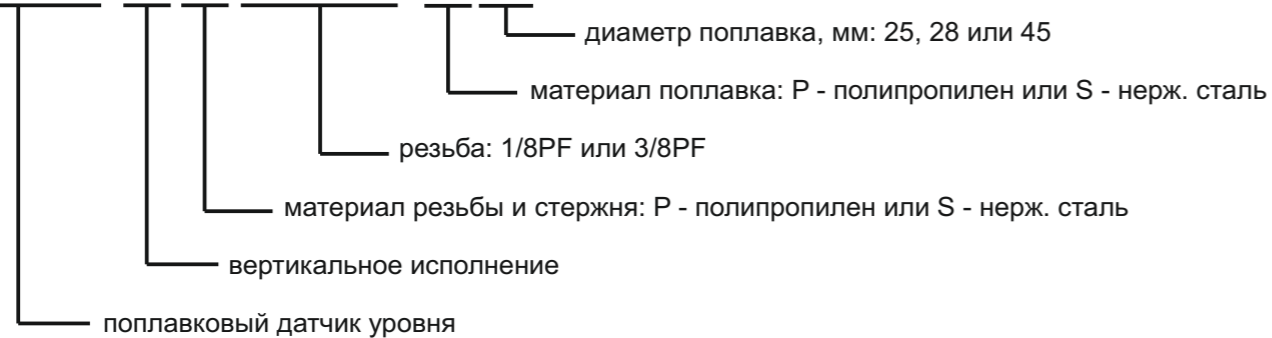 диаметр поплавка, мм: 25, 28 или 45
материал поплавка: P - полипропилен или S - нерж. сталь
резьба: 1/8PF или 3/8PF
материал резьбы и стержня: P - полипропилен или S - нерж. сталь
вертикальное исполнение
поплавковый датчик уровня